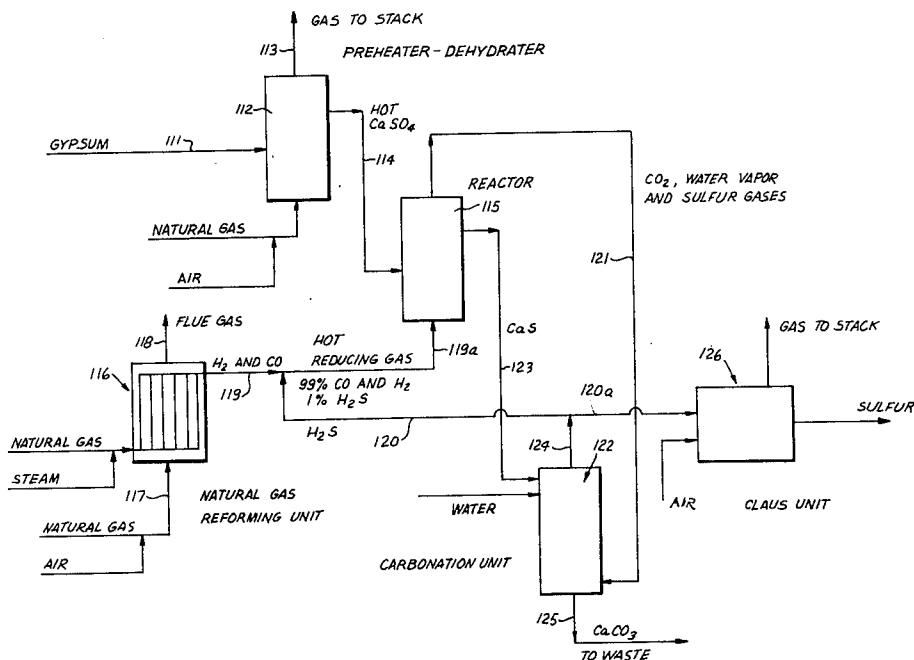 GAS TO STACK
113
PREHEATER-DEHYDRATER
112
HOT
CaSO4
GYPSUM
111
114
REACTOR
115
CO2, WATER VAPOR
AND SULFUR GASES
NATURAL GAS
AIR
121
FLUE GAS
118
HOT
REDUCING GAS
119a
CaS
123
GAS TO STACK
126
116
H2 AND CO
119
99% CO AND H2
1% H2S
120a
SULFUR
H2S
120
NATURAL GAS
STEAM
124
122
117
NATURAL GAS
REFORMING UNIT
WATER
AIR
CLAUS UNIT
NATURAL GAS
AIR
CARBONATION UNIT
125
CaCO3
TO WASTE